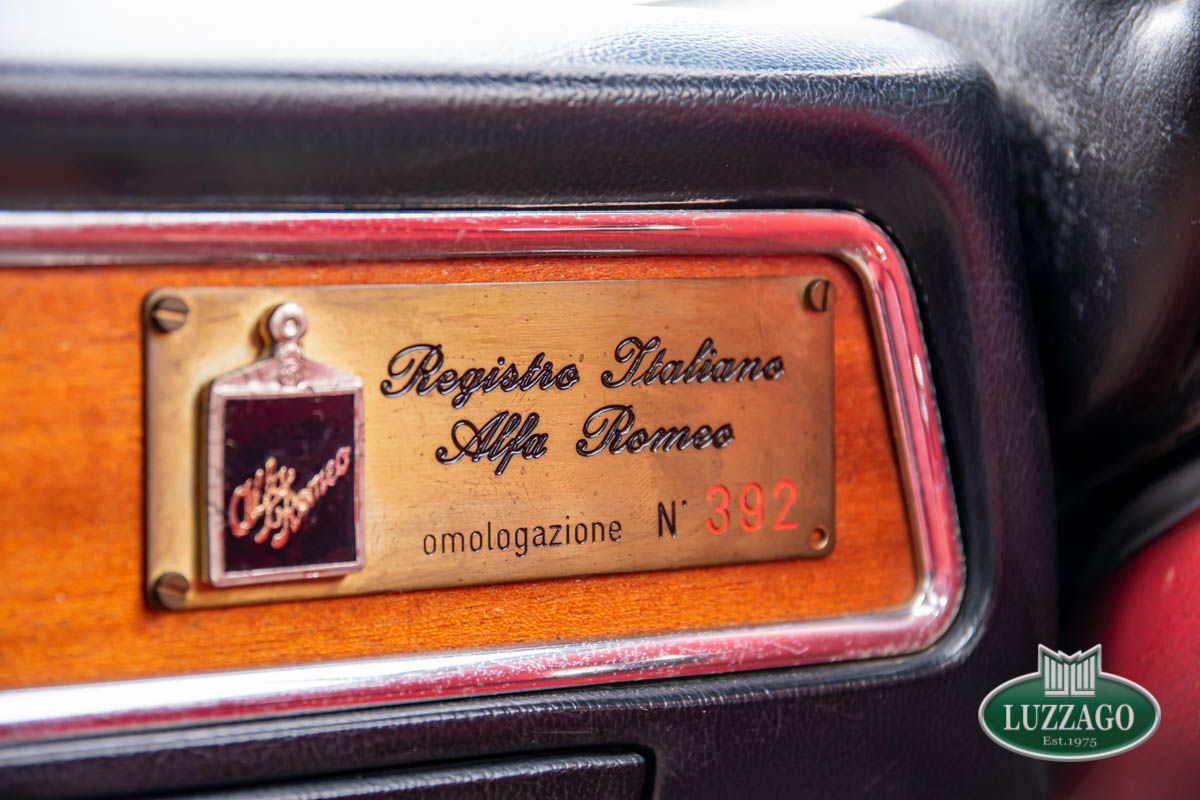 Registro Italiano
Alfa Romeo
omologazione N° 392
Alfa
Romeo
LUZZAGO
Est.1975